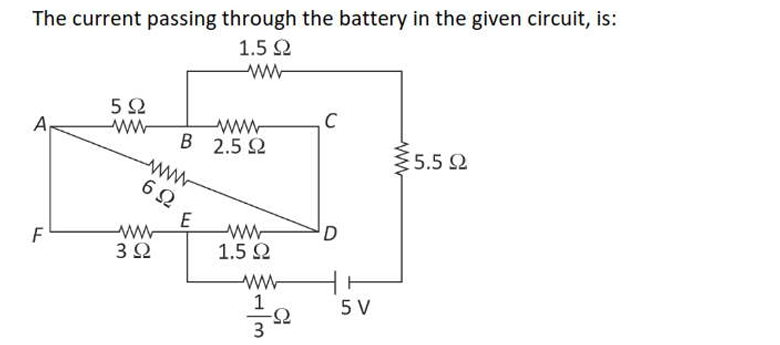 The current passing through the battery in the given circuit, is:
1.5 Ω
5 Ω
A
C
B 2.5 Ω
5.5 Ω
6 Ω
E
F
D
3 Ω
1.5 Ω
1/3 Ω
5 V